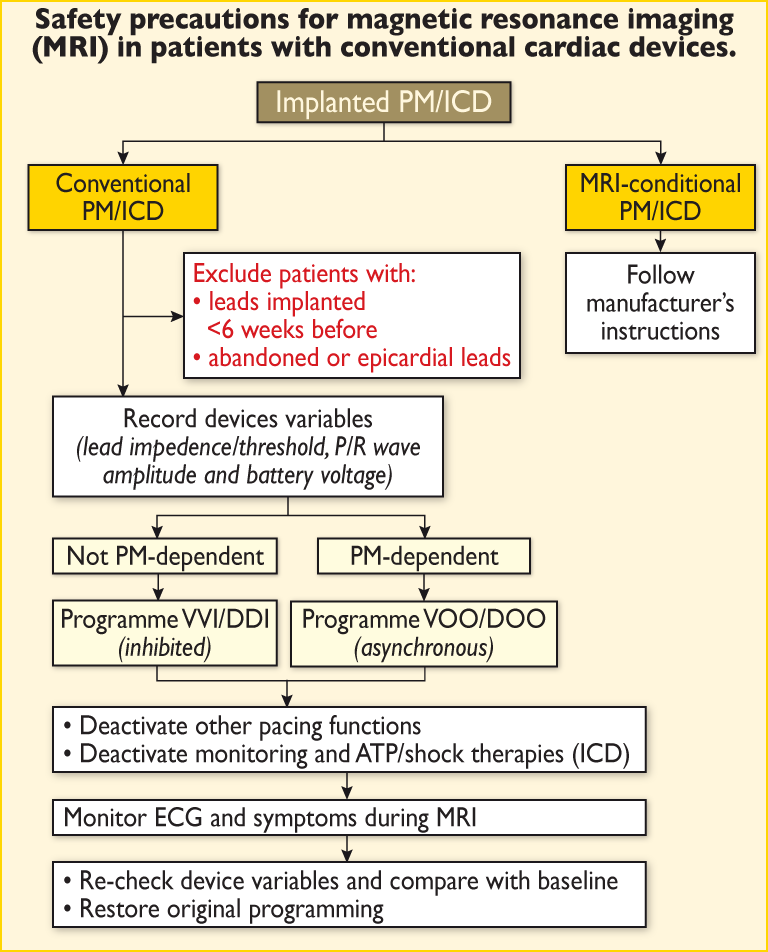 Safety precautions for magnetic resonance imaging
(MRI) in patients with conventional cardiac devices.
Implanted PM/ICD
Conventional
PM/ICD
MRI-conditional
PM/ICD
Exclude patients with:
• leads implanted
<6 weeks before
• abandoned or epicardial leads
Follow
manufacturer's
instructions
Record devices variables
(lead impedence/threshold, P/R wave
amplitude and battery voltage)
Not PM-dependent
PM-dependent
Programme VVI/DDI
(inhibited)
Programme VOO/DOO
(asynchronous)
• Deactivate other pacing functions
• Deactivate monitoring and ATP/shock therapies (ICD)
Monitor ECG and symptoms during MRI
• Re-check device variables and compare with baseline
• Restore original programming